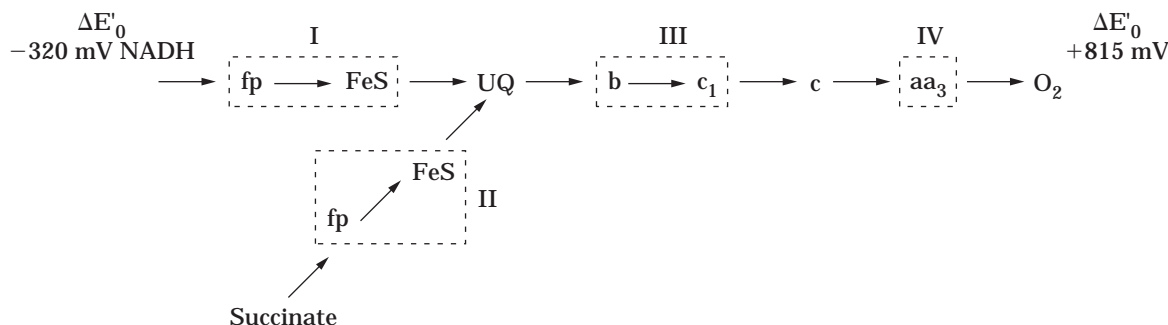 ΔE'₀
−320 mV NADH
I
III
IV
ΔE'₀
+815 mV
fp FeS UQ b c₁ c aa₃ O₂
FeS
II
fp
Succinate